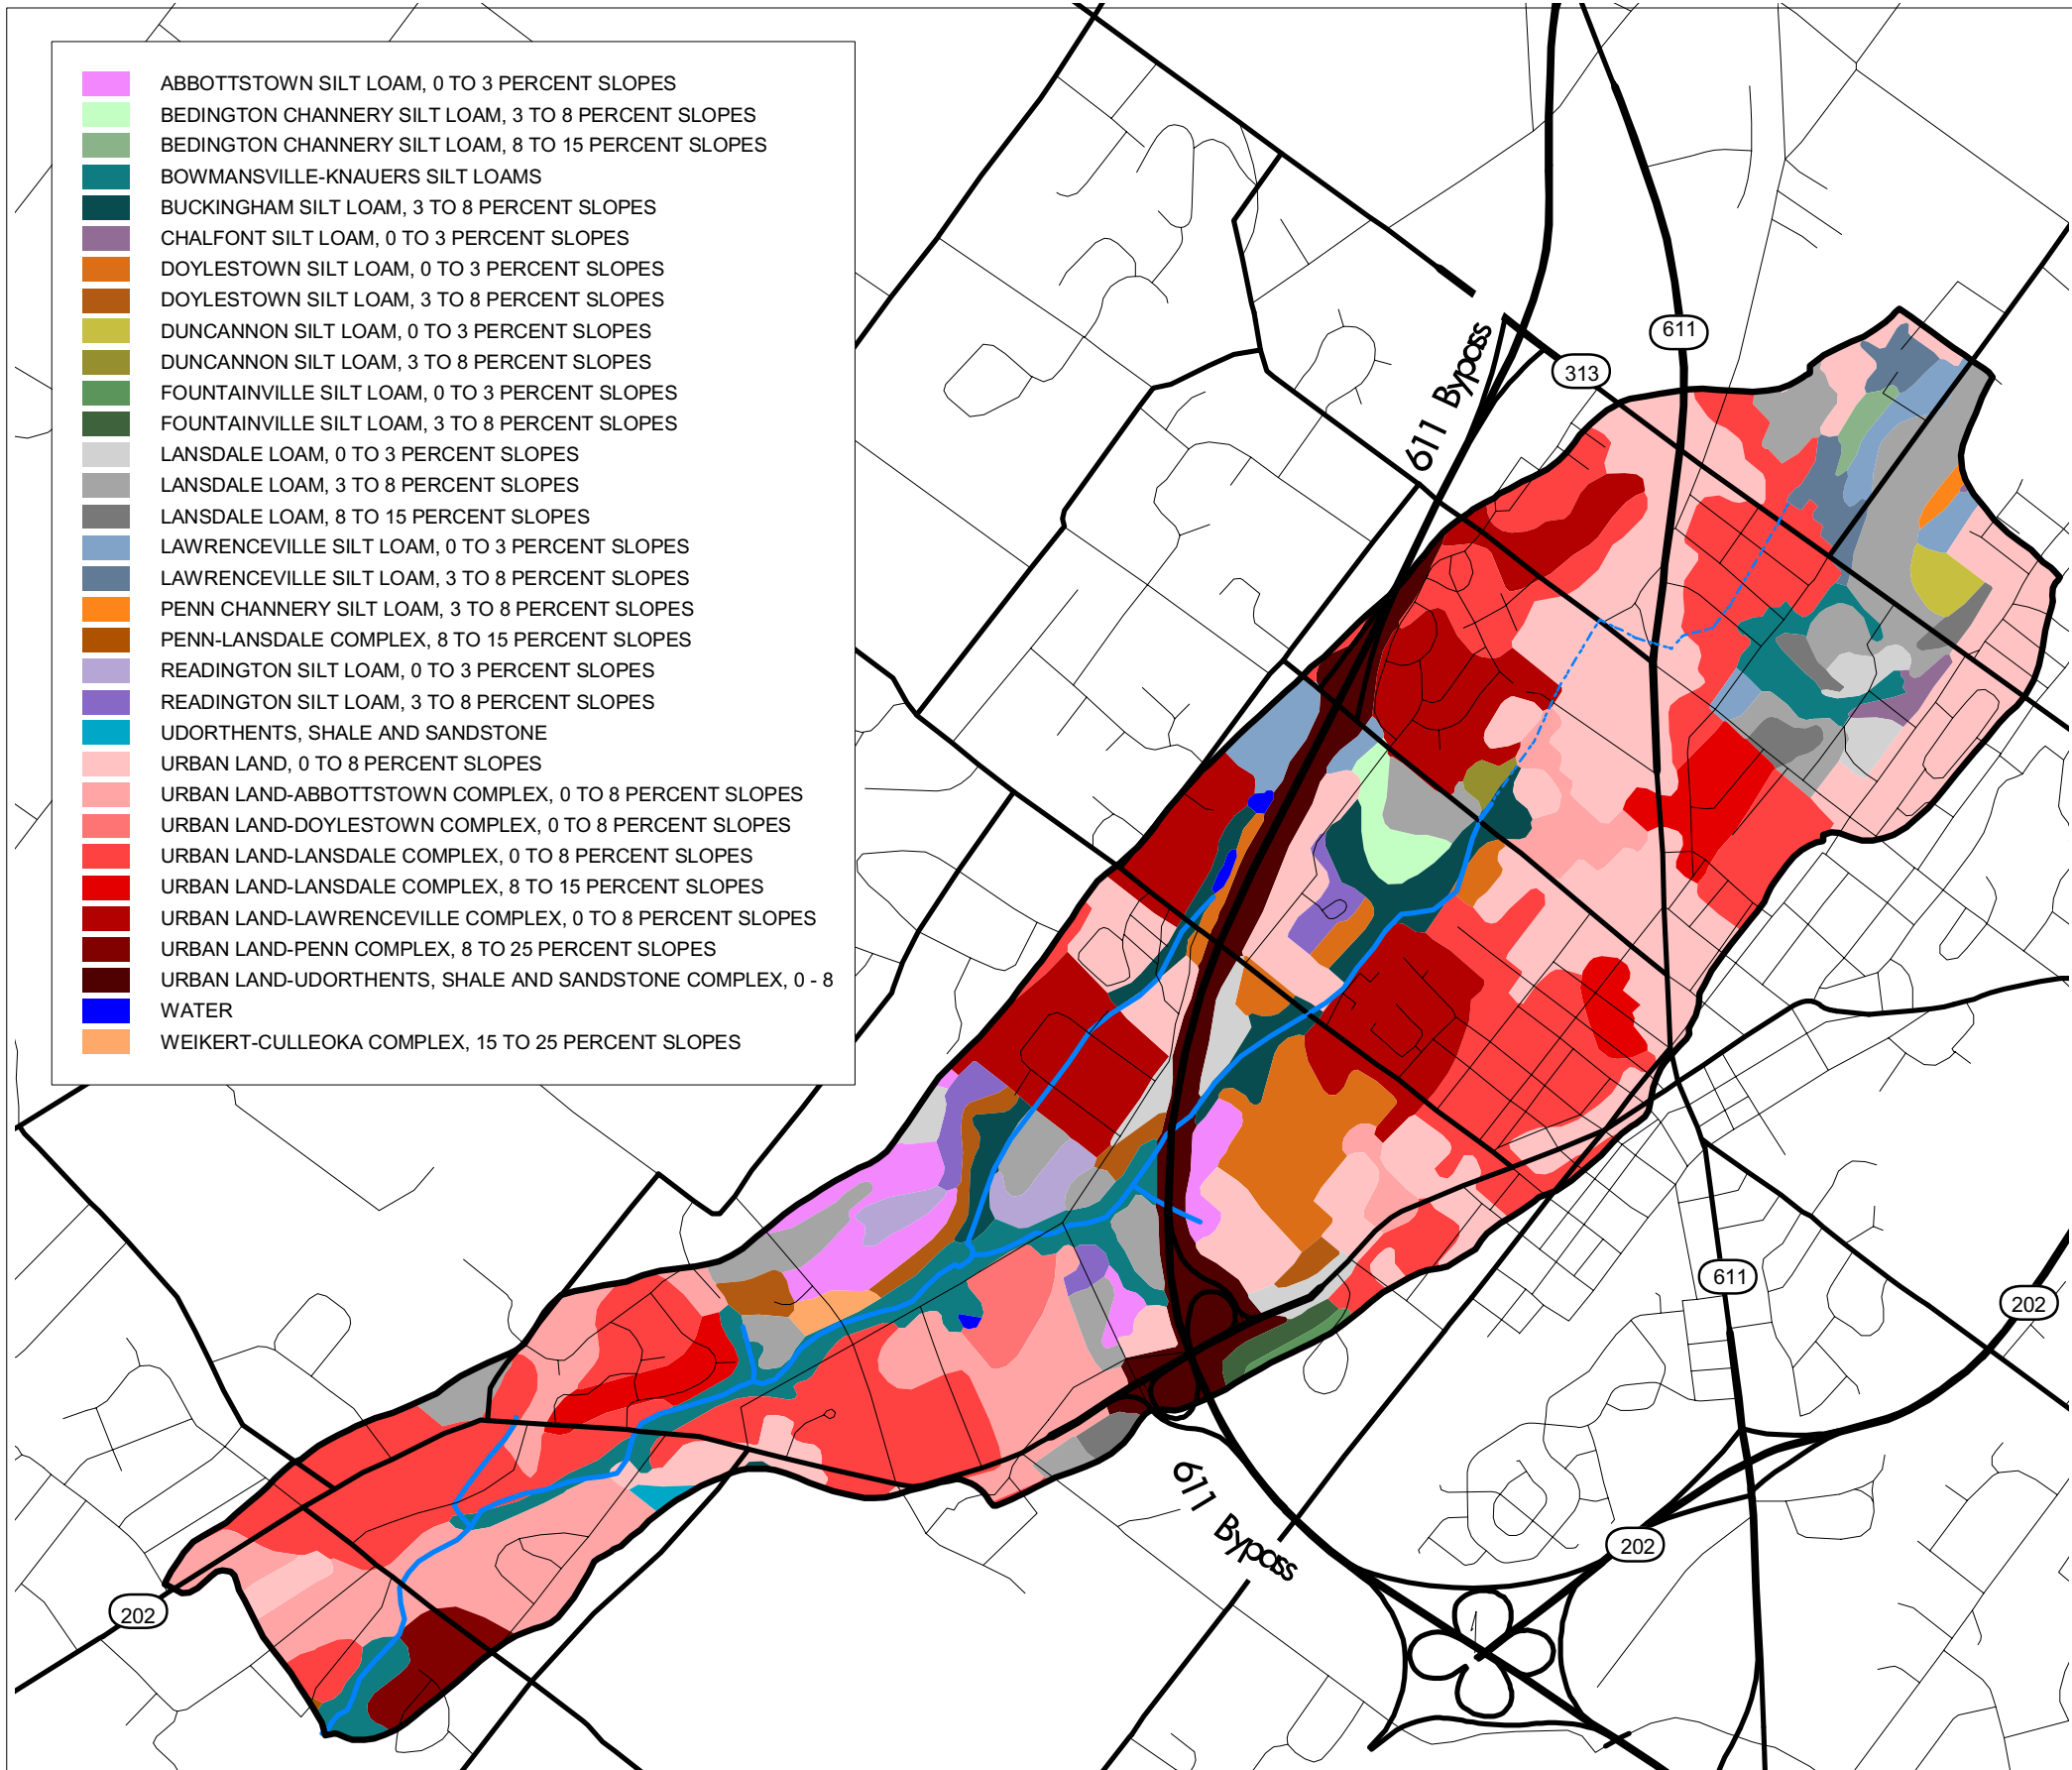 ABBOTTSTOWN SILT LOAM, 0 TO 3 PERCENT SLOPES
BEDINGTON CHANNERY SILT LOAM, 3 TO 8 PERCENT SLOPES
BEDINGTON CHANNERY SILT LOAM, 8 TO 15 PERCENT SLOPES
BOWMANSVILLE-KNAUERS SILT LOAMS
BUCKINGHAM SILT LOAM, 3 TO 8 PERCENT SLOPES
CHALFONT SILT LOAM, 0 TO 3 PERCENT SLOPES
DOYLESTOWN SILT LOAM, 0 TO 3 PERCENT SLOPES
DOYLESTOWN SILT LOAM, 3 TO 8 PERCENT SLOPES
DUNCANNON SILT LOAM, 0 TO 3 PERCENT SLOPES
DUNCANNON SILT LOAM, 3 TO 8 PERCENT SLOPES
FOUNTAINVILLE SILT LOAM, 0 TO 3 PERCENT SLOPES
FOUNTAINVILLE SILT LOAM, 3 TO 8 PERCENT SLOPES
LANSDALE LOAM, 0 TO 3 PERCENT SLOPES
LANSDALE LOAM, 3 TO 8 PERCENT SLOPES
LANSDALE LOAM, 8 TO 15 PERCENT SLOPES
LAWRENCEVILLE SILT LOAM, 0 TO 3 PERCENT SLOPES
LAWRENCEVILLE SILT LOAM, 3 TO 8 PERCENT SLOPES
PENN CHANNERY SILT LOAM, 3 TO 8 PERCENT SLOPES
PENN-LANSDALE COMPLEX, 8 TO 15 PERCENT SLOPES
READINGTON SILT LOAM, 0 TO 3 PERCENT SLOPES
READINGTON SILT LOAM, 3 TO 8 PERCENT SLOPES
UDORTHENTS, SHALE AND SANDSTONE
URBAN LAND, 0 TO 8 PERCENT SLOPES
URBAN LAND-ABBOTTSTOWN COMPLEX, 0 TO 8 PERCENT SLOPES
URBAN LAND-DOYLESTOWN COMPLEX, 0 TO 8 PERCENT SLOPES
URBAN LAND-LANSDALE COMPLEX, 0 TO 8 PERCENT SLOPES
URBAN LAND-LANSDALE COMPLEX, 8 TO 15 PERCENT SLOPES
URBAN LAND-LAWRENCEVILLE COMPLEX, 0 TO 8 PERCENT SLOPES
URBAN LAND-PENN COMPLEX, 8 TO 25 PERCENT SLOPES
URBAN LAND-UDORTHENTS, SHALE AND SANDSTONE COMPLEX, 0 - 8
WATER
WEIKERT-CULLEOKA COMPLEX, 15 TO 25 PERCENT SLOPES
611
313
611 Bypass
611
202
611 Bypass
202
202